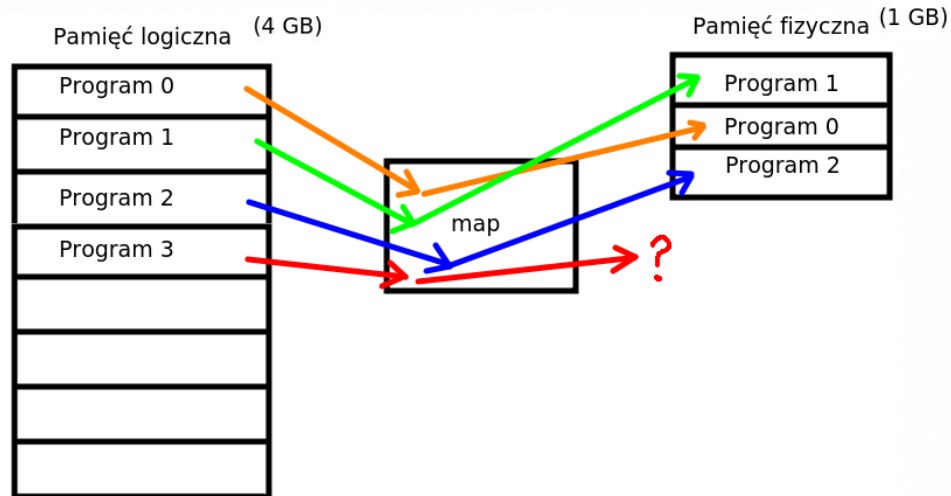 Pamięć logiczna (4 GB)
Program 0
Program 1
Program 2
Program 3
map
?
Pamięć fizyczna (1 GB)
Program 1
Program 0
Program 2